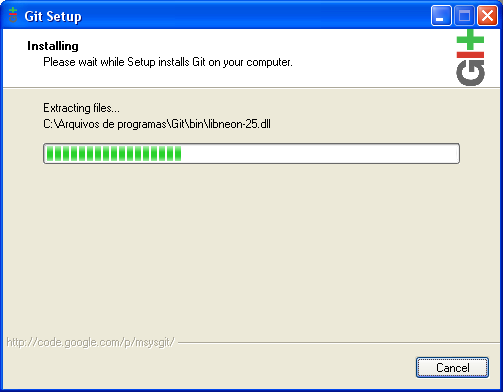 Git Setup
Installing
Please wait while Setup installs Git on your computer.
GIT
Extracting files...
C:\Arquivos de programas\Git\bin\libneon-25.dll
http://code.google.com/p/msysgit/
Cancel